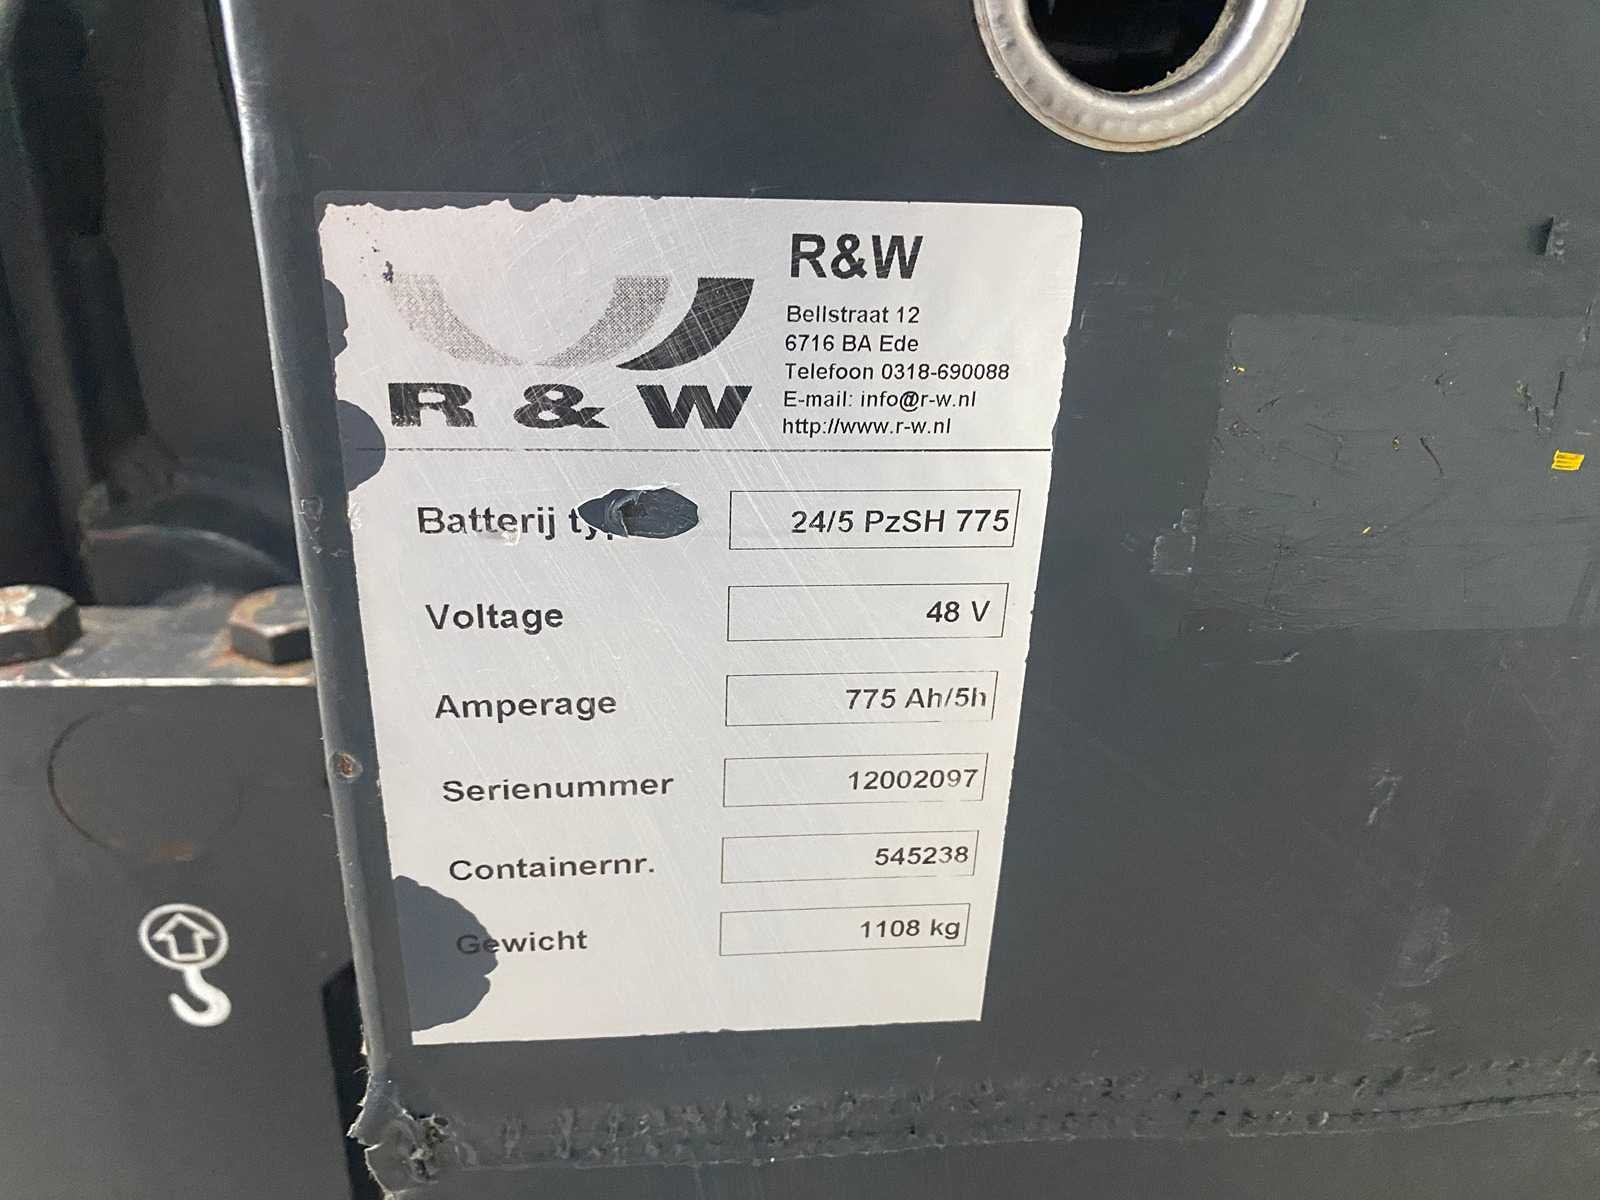 R&W
Bellstraat 12
6716 BA Ede
Telefoon 0318-690088
E-mail: info@r-w.nl
http://www.r-w.nl
R & W
Batterij 24/5 PzSH 775
Voltage 48 V
Amperage 775 Ah/5h
Serienummer 12002097
Containernr. 545238
Gewicht 1108 kg